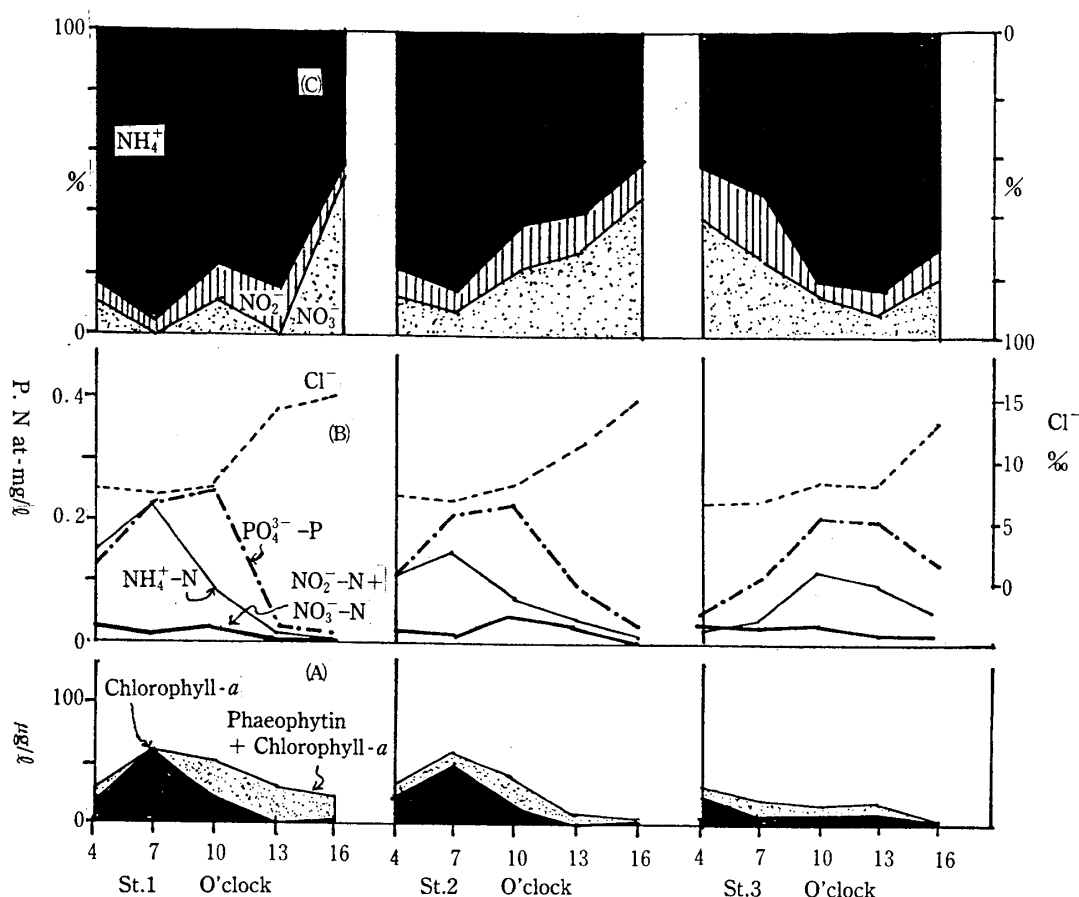 100
(C)
0
NH₄⁺
%
%
NO₂⁻
NO₃
0
100
Cl⁻
0.4
15
(B)
Cl⁻
P. N at-mg/ℓ
10
‰
0.2
PO₄³⁻-P
5
NH₄⁺-N
NO₂⁻-N+
NO₃⁻-N
0
0
(A)
Chlorophyll-a
100
Phaeophytin
+ Chlorophyll-a
μg/ℓ
0
4 7 10 13 16 4 7 10 13 16 4 7 10 13 16
St.1 O'clock St.2 O'clock St.3 O'clock